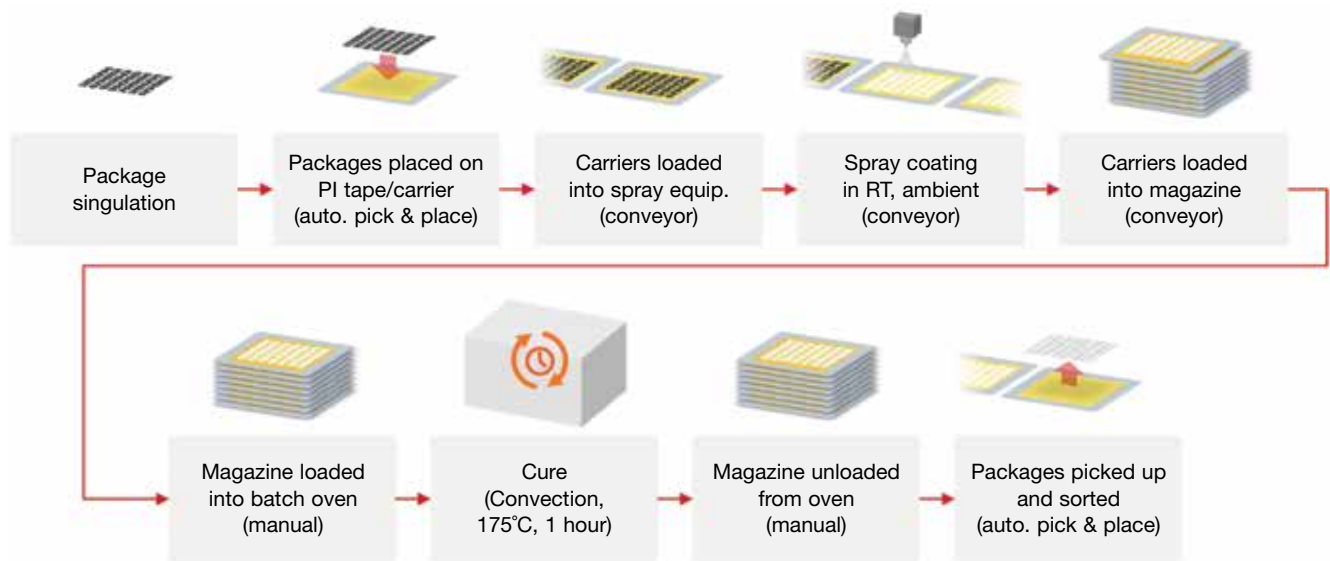 Package
singulation
Packages placed on
PI tape/carrier
(auto. pick & place)
Carriers loaded
into spray equip.
(conveyor)
Spray coating
in RT, ambient
(conveyor)
Carriers loaded
into magazine
(conveyor)
Magazine loaded
into batch oven
(manual)
Cure
(Convection,
175°C, 1 hour)
Magazine unloaded
from oven
(manual)
Packages picked up
and sorted
(auto. pick & place)